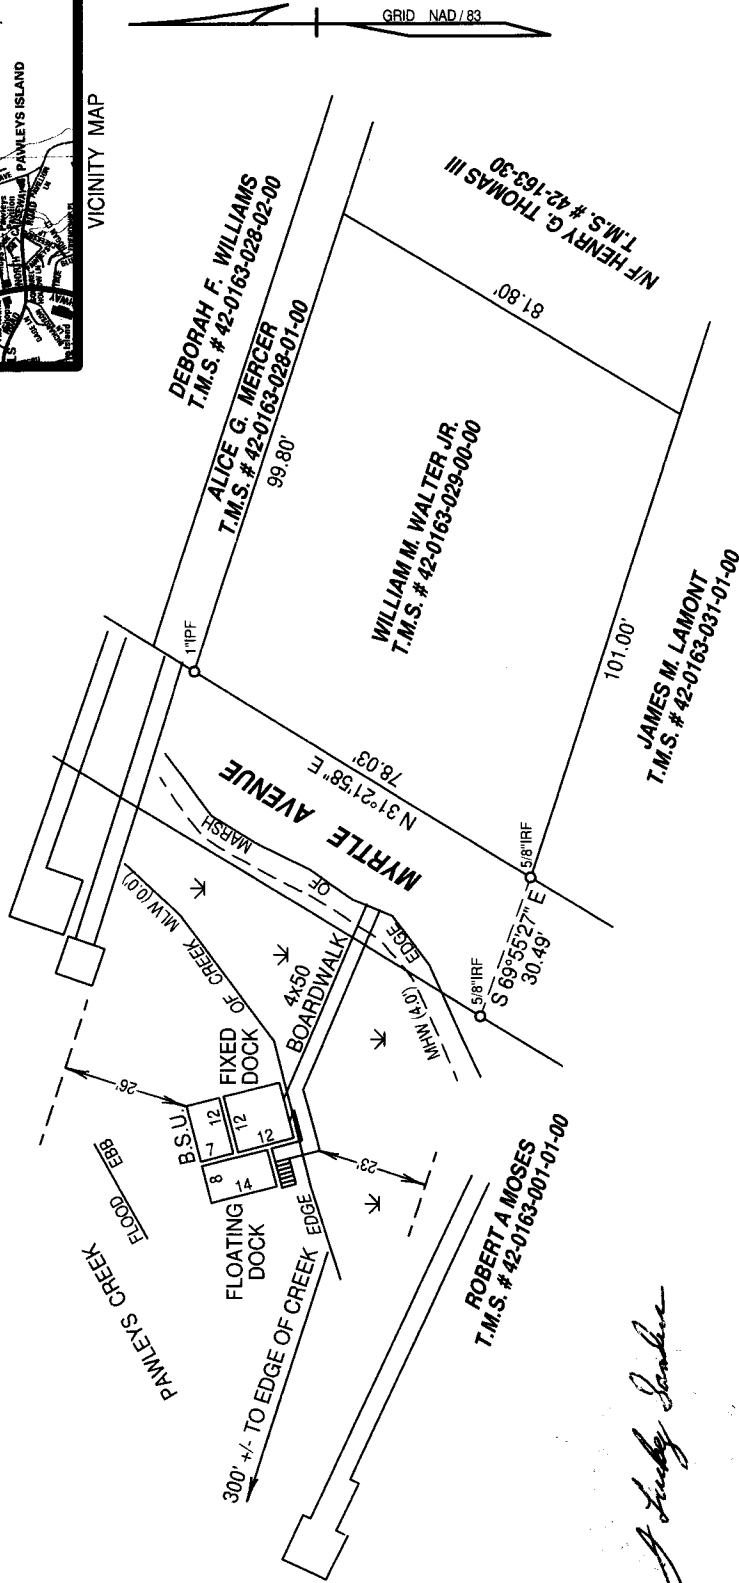 GRID NAD / 83
PAWLEYS ISLAND
VICINITY MAP
DEBORAH F. WILLIAMS
T.M.S. # 42-0163-028-02-00
ALICE G. MERCER
T.M.S. # 42-0163-028-01-00
99.80'
N/F HENRY G. THOMAS III
T.M.S. # 42-163-30
81.80'
WILLIAM M. WALTER JR.
T.M.S. # 42-0163-029-00-00
1"IPF
101.00'
JAMES M. LAMONT
T.M.S. # 42-0163-031-01-00
N 31°21'58" E
78.03'
MYRTLE AVENUE
5/8"IRF
S 69°55'27" E
30.49'
5/8"IRF
EDGE OF MARSH
MHW (4.0')
MLW (0.0')
EDGE OF CREEK
4x50
BOARDWALK
FIXED
DOCK
B.S.U.
12
7
12
12
8
14
26'
23'
FLOATING
DOCK
FLOOD EBB
PAWLEYS CREEK
300' +/- TO EDGE OF CREEK
ROBERT A MOSES
T.M.S. # 42-0163-001-01-00